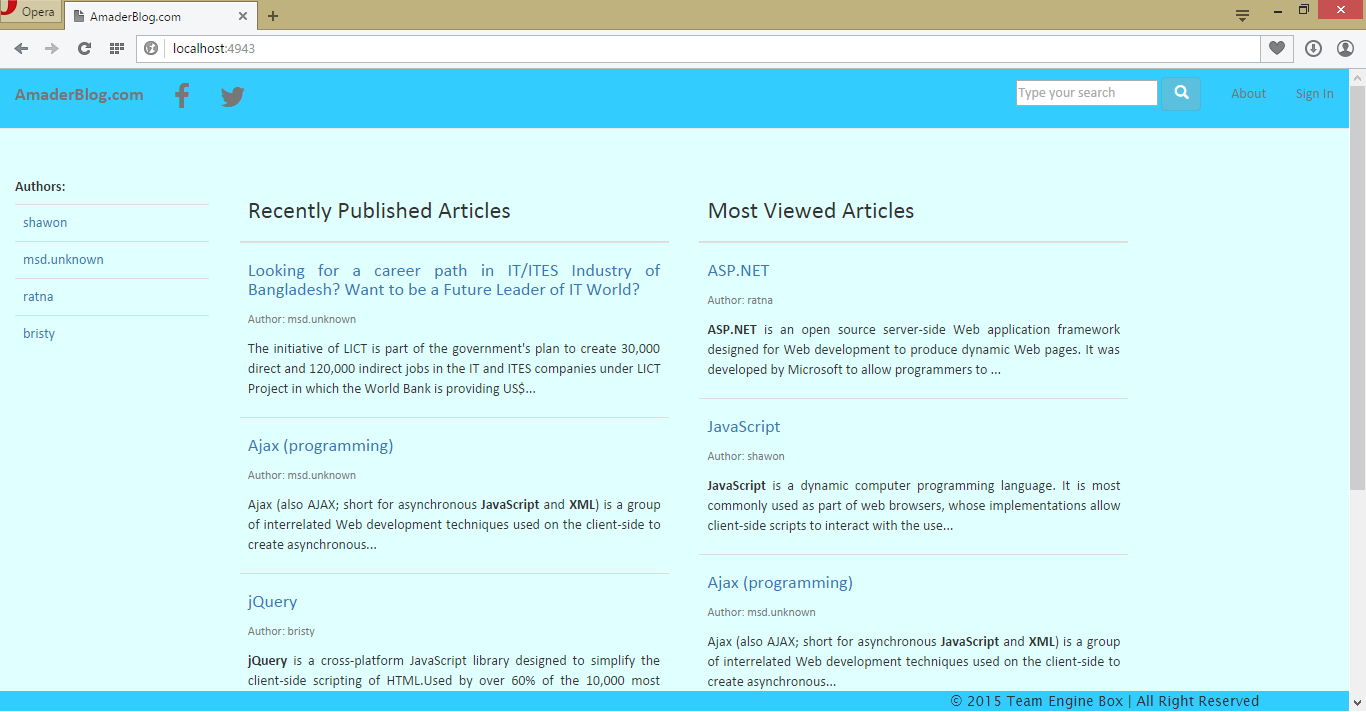 Opera
AmaderBlog.com
localhost:4943
AmaderBlog.com
Type your search
About
Sign In
Authors:
shawon
msd.unknown
ratna
bristy
Recently Published Articles
Looking for a career path in IT/ITES Industry of
Bangladesh? Want to be a Future Leader of IT World?
Author: msd.unknown
The initiative of LICT is part of the government's plan to create 30,000
direct and 120,000 indirect jobs in the IT and ITES companies under LICT
Project in which the World Bank is providing US$...
Ajax (programming)
Author: msd.unknown
Ajax (also AJAX; short for asynchronous JavaScript and XML) is a group
of interrelated Web development techniques used on the client-side to
create asynchronous...
jQuery
Author: bristy
jQuery is a cross-platform JavaScript library designed to simplify the
client-side scripting of HTML.Used by over 60% of the 10,000 most
Most Viewed Articles
ASP.NET
Author: ratna
ASP.NET is an open source server-side Web application framework
designed for Web development to produce dynamic Web pages. It was
developed by Microsoft to allow programmers to ...
JavaScript
Author: shawon
JavaScript is a dynamic computer programming language. It is most
commonly used as part of web browsers, whose implementations allow
client-side scripts to interact with the use...
Ajax (programming)
Author: msd.unknown
Ajax (also AJAX; short for asynchronous JavaScript and XML) is a group
of interrelated Web development techniques used on the client-side to
create asynchronous...
© 2015 Team Engine Box | All Right Reserved